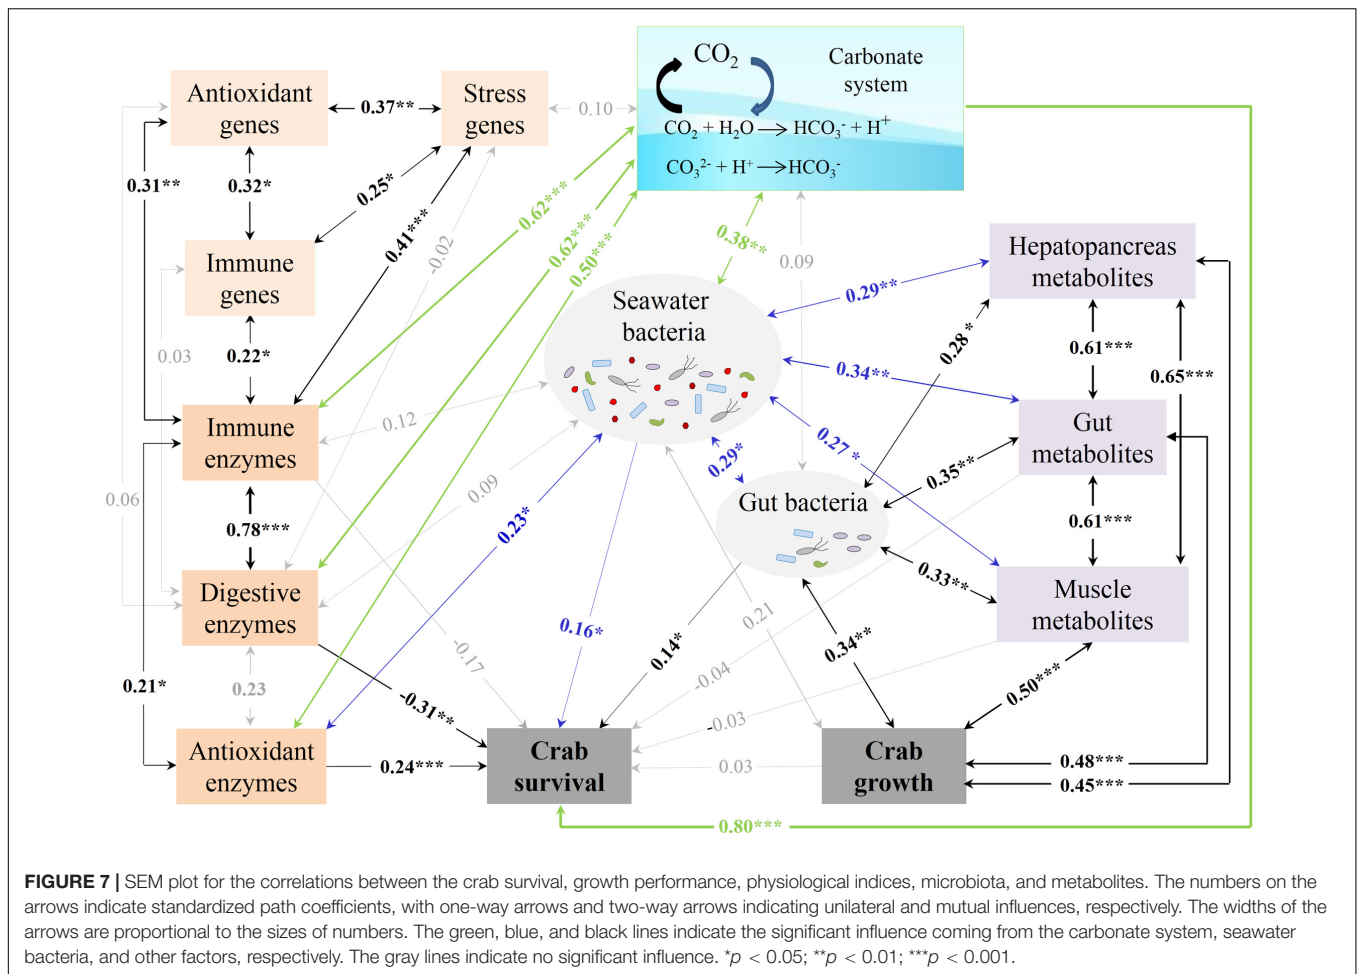 CO₂
Carbonate
system
CO₂ + H₂O → HCO₃⁻ + H⁺
CO₃²⁻ + H⁺ → HCO₃⁻
Antioxidant
genes
0.37**
Stress
genes
0.10
0.31**
0.32*
0.25*
0.41***
-0.02
0.62***
0.62***
0.50***
0.38**
0.09
Immune
genes
0.03
0.22*
Seawater
bacteria
0.29**
Hepatopancreas
metabolites
0.28*
0.61***
0.65***
0.34**
Immune
enzymes
0.12
0.27*
Gut
metabolites
0.29*
0.35**
0.06
0.78***
0.09
0.23*
Gut bacteria
0.61***
Digestive
enzymes
0.33**
Muscle
metabolites
0.21*
0.23
-0.31**
-0.17
0.16*
0.14*
0.21
-0.04
-0.03
0.34**
0.50***
Antioxidant
enzymes
0.24***
Crab
survival
0.03
Crab
growth
0.48***
0.45***
0.80***
FIGURE 7 | SEM plot for the correlations between the crab survival, growth performance, physiological indices, microbiota, and metabolites. The numbers on the
arrows indicate standardized path coefficients, with one-way arrows and two-way arrows indicating unilateral and mutual influences, respectively. The widths of the
arrows are proportional to the sizes of numbers. The green, blue, and black lines indicate the significant influence coming from the carbonate system, seawater
bacteria, and other factors, respectively. The gray lines indicate no significant influence. *p < 0.05; **p < 0.01; ***p < 0.001.